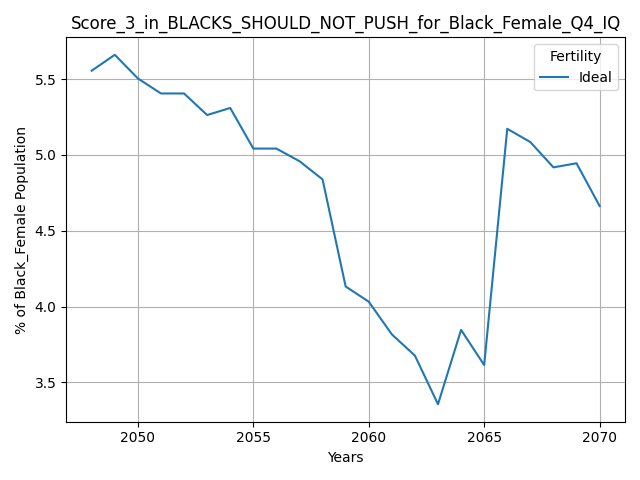 Score_3_in_BLACKS_SHOULD_NOT_PUSH_for_Black_Female_Q4_IQ
Fertility
Ideal
5.5
5.0
4.5
4.0
3.5
% of Black_Female Population
2050
2055
2060
2065
2070
Years